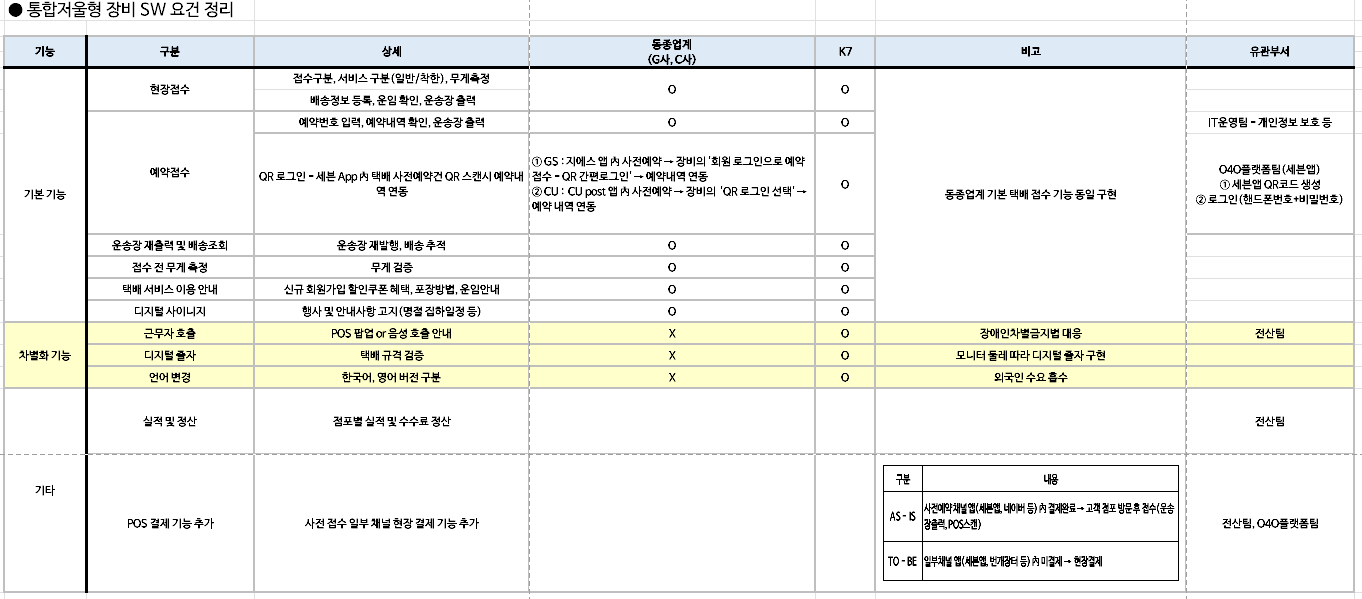 ● 통합저울형 장비 SW 요건 정리
기능
구분
상세
동종업계
(G사, C사)
K7
비고
유관부서
기본 기능
현장접수
접수구분, 서비스 구분(일반/착한), 무게측정
배송정보 등록, 운임 확인, 운송장 출력
O
O
동종업계 기본 택배 접수 기능 동일 구현
예약접수
예약번호 입력, 예약내역 확인, 운송장 출력
O
O
IT운영팀 - 개인정보 보호 등
QR 로그인 - 세븐 App 內 택배 사전예약건 QR 스캔시 예약내
역 연동
① GS : 지에스 앱 內 사전예약 → 장비의 '회원 로그인으로 예약
접수 - QR 간편로그인' → 예약내역 연동
② CU : CU post 앱 內 사전예약 → 장비의 'QR 로그인 선택' →
예약 내역 연동
O
O4O플랫폼팀(세븐앱)
① 세븐앱 QR코드 생성
② 로그인(핸드폰번호+비밀번호)
운송장 재출력 및 배송조회
운송장 재발행, 배송 추적
O
O
접수 전 무게 측정
무게 검증
O
O
택배 서비스 이용 안내
신규 회원가입 할인쿠폰 혜택, 포장방법, 운임안내
O
O
디지털 사이니지
행사 및 안내사항 고지(명절 집하일정 등)
O
O
차별화 기능
근무자 호출
POS 팝업 or 음성 호출 안내
X
O
장애인차별금지법 대응
전산팀
디지털 줄자
택배 규격 검증
X
O
모니터 둘레 따라 디지털 줄자 구현
언어 변경
한국어, 영어 버전 구분
X
O
외국인 수요 흡수
기타
실적 및 정산
점포별 실적 및 수수료 정산
전산팀
POS 결제 기능 추가
사전 접수 일부 채널 현장 결제 기능 추가
구분
내용
AS - IS
사전예약 채널 앱(세븐앱, 네이버 등) 內 결제완료 → 고객 점포 방문 후 접수(운송
장출력, POS스캔)
TO - BE
일부채널 앱(세븐앱, 번개장터 등) 內 미결제 → 현장결제
전산팀, O4O플랫폼팀